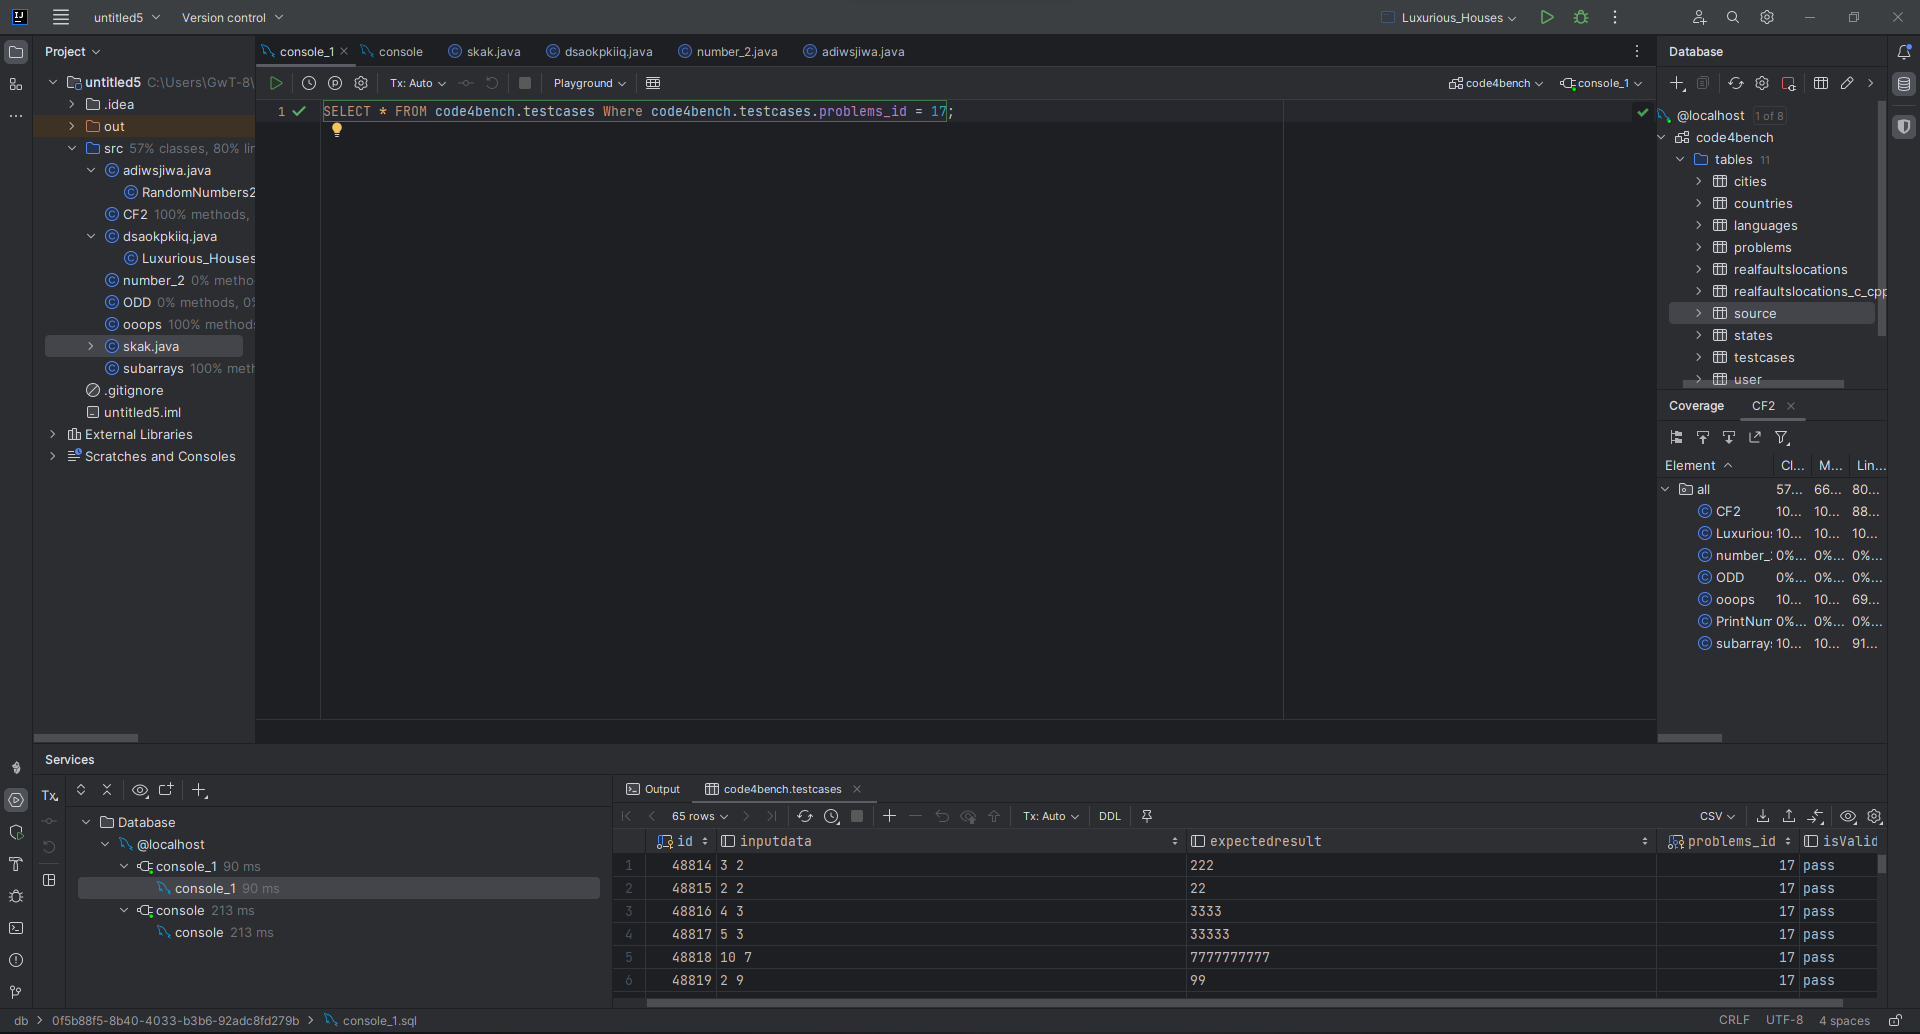 untitled5
Version control
Luxurious_Houses
Project
console_1
console
skak.java
dsaokpkiiq.java
number_2.java
adiwsjiwa.java
Database
Tx: Auto
Playground
code4bench
console_1
untitled5 C:\Users\GwT-8\
.idea
out
src 57% classes, 80% lin
adiwsjiwa.java
RandomNumbers2
CF2 100% methods,
dsaokpkiiq.java
Luxurious_Houses
number_2 0% metho
ODD 0% methods, 0%
ooops 100% methods
skak.java
subarrays 100% meth
.gitignore
untitled5.iml
External Libraries
Scratches and Consoles
1
SELECT * FROM code4bench.testcases Where code4bench.testcases.problems_id = 17;
@localhost 1 of 8
code4bench
tables 11
cities
countries
languages
problems
realfaultslocations
realfaultslocations_c_cpp
source
states
testcases
user
Coverage
CF2
Element Cl... M... Lin...
all 57... 66... 80...
CF2 10... 10... 88...
Luxurious 10... 10... 10...
number_2 0%... 0%... 0%...
ODD 0%... 0%... 0%...
ooops 10... 10... 69...
PrintNum 0%... 0%... 0%...
subarrays 10... 10... 91...
Services
Tx
Database
@localhost
console_1 90 ms
console_1 90 ms
console 213 ms
console 213 ms
Output
code4bench.testcases
65 rows
Tx: Auto
DDL
CSV
id inputdata expectedresult problems_id isValid
1 48814 3 2 222 17 pass
2 48815 2 2 22 17 pass
3 48816 4 3 3333 17 pass
4 48817 5 3 33333 17 pass
5 48818 10 7 7777777777 17 pass
6 48819 2 9 99 17 pass
db > 0f5b88f5-8b40-4033-b3b6-92adc8fd279b > console_1.sql
CRLF UTF-8 4 spaces